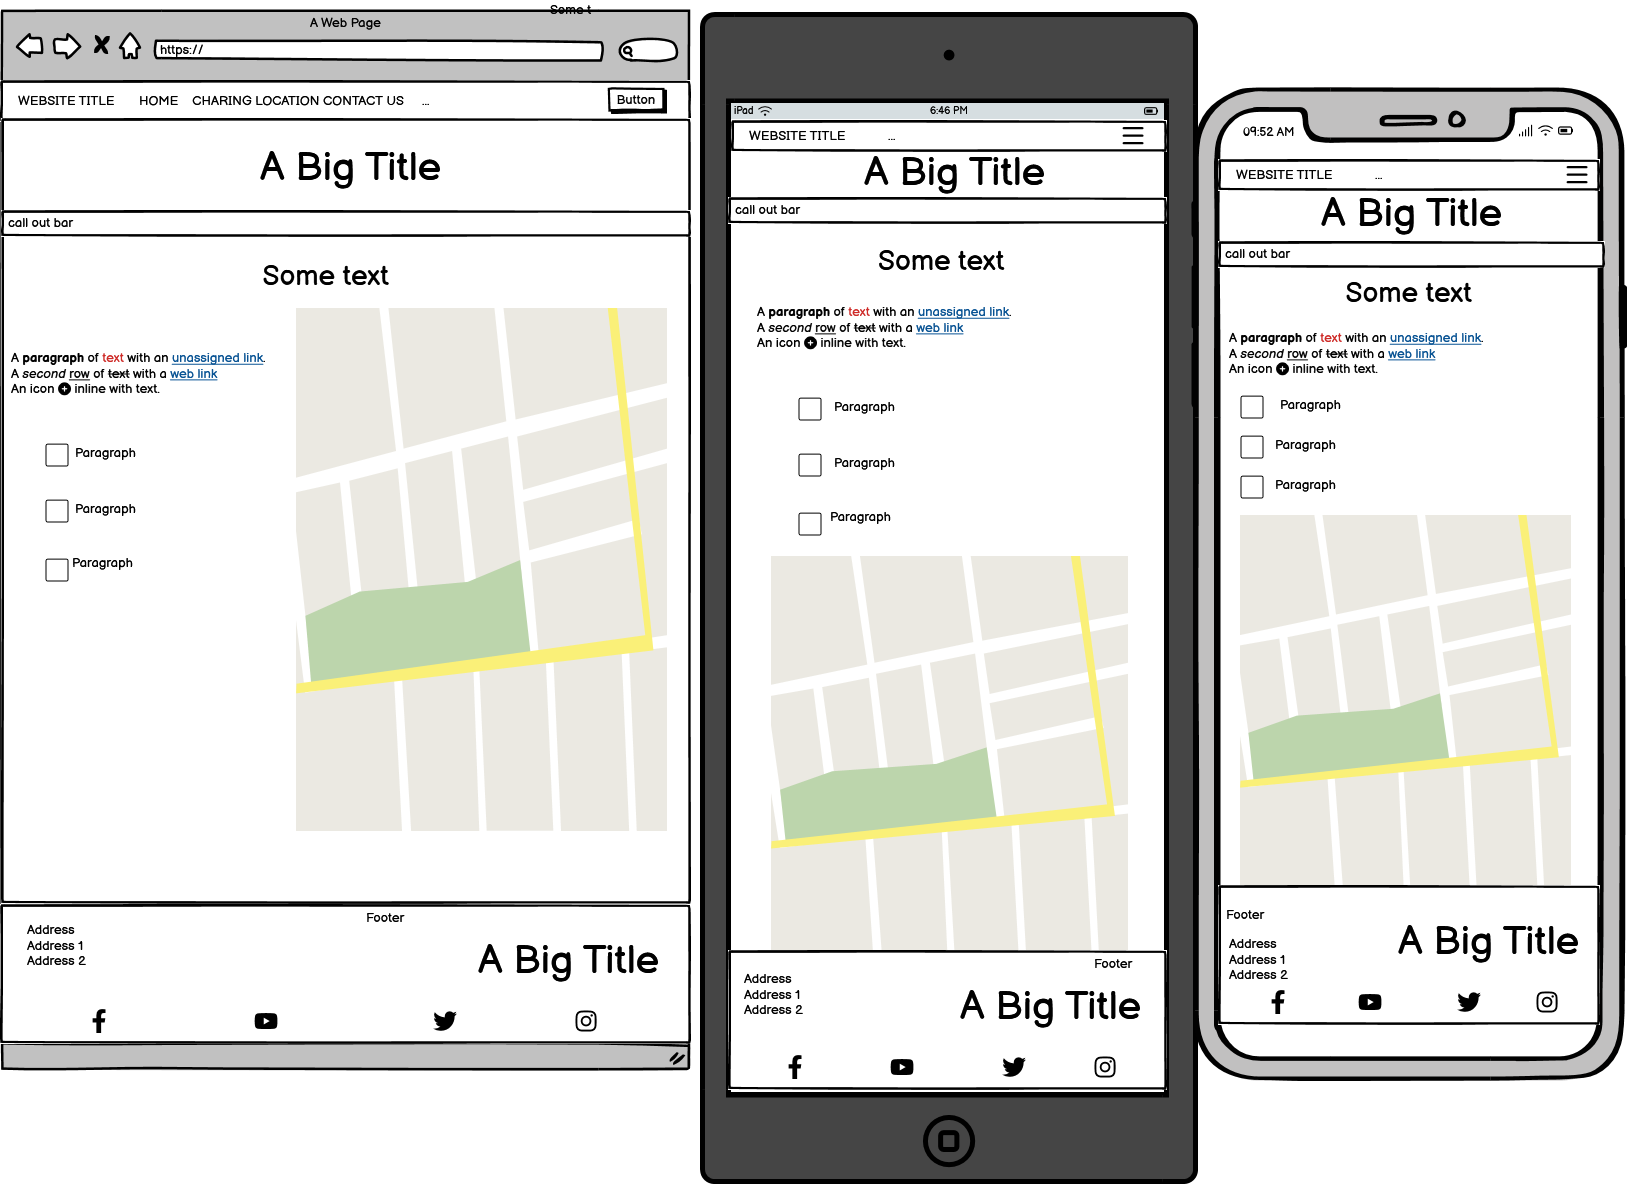 Some t
A Web Page
https://
WEBSITE TITLE HOME CHARING LOCATION CONTACT US ... Button
A Big Title
call out bar
Some text
A paragraph of text with an unassigned link.
A second row of text with a web link
An icon inline with text.
Paragraph
Paragraph
Paragraph
Footer
Address
Address 1
Address 2
A Big Title
iPad 6:46 PM
WEBSITE TITLE ...
A Big Title
call out bar
Some text
A paragraph of text with an unassigned link.
A second row of text with a web link
An icon inline with text.
Paragraph
Paragraph
Paragraph
Footer
Address
Address 1
Address 2
A Big Title
09:52 AM
WEBSITE TITLE ...
A Big Title
call out bar
Some text
A paragraph of text with an unassigned link.
A second row of text with a web link
An icon inline with text.
Paragraph
Paragraph
Paragraph
Footer
Address
Address 1
Address 2
A Big Title